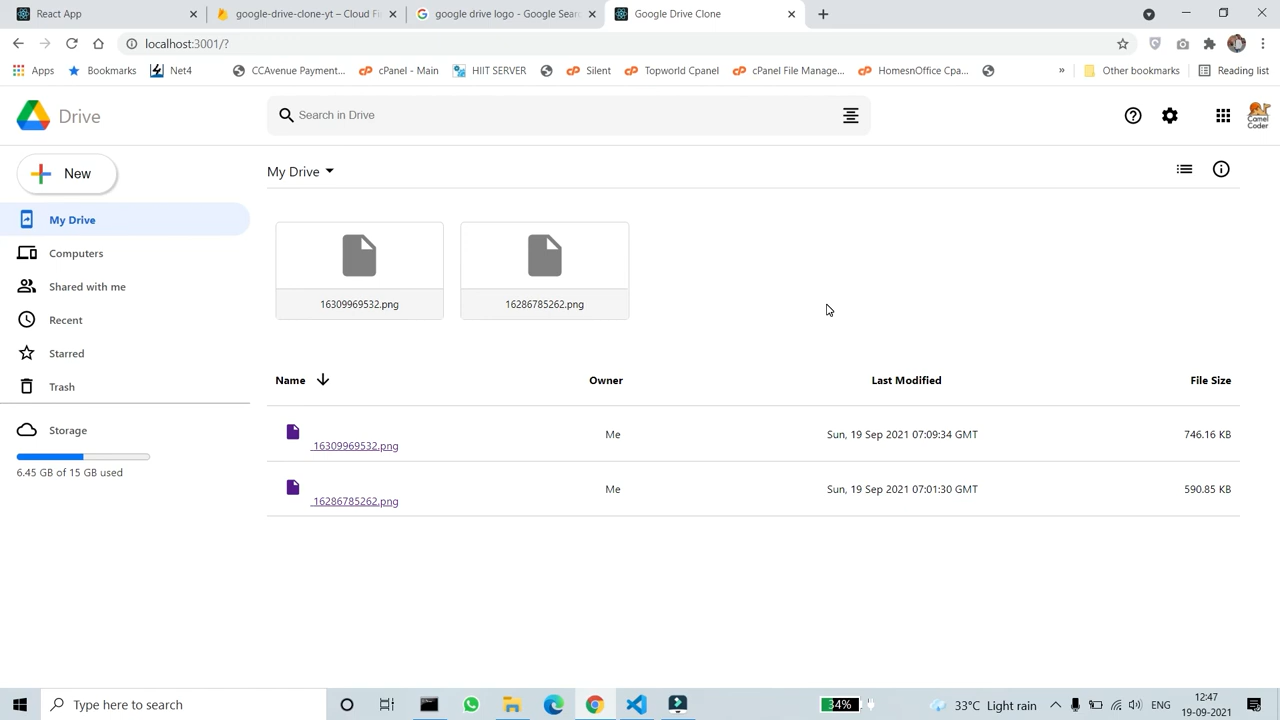 React App
google-drive-clone-yt – Cloud Fi
google drive logo - Google Sear
Google Drive Clone
localhost:3001/?
Apps
Bookmarks
Net4
CCAvenue Payment...
cPanel - Main
HIIT SERVER
Silent
Topworld Cpanel
cPanel File Manage...
HomesnOffice Cpa...
»
Other bookmarks
Reading list
Drive
Search in Drive
Camel
Coder
New
My Drive
My Drive
Computers
Shared with me
Recent
Starred
Trash
Storage
6.45 GB of 15 GB used
16309969532.png
16286785262.png
Name
Owner
Last Modified
File Size
16309969532.png
Me
Sun, 19 Sep 2021 07:09:34 GMT
746.16 KB
16286785262.png
Me
Sun, 19 Sep 2021 07:01:30 GMT
590.85 KB
Type here to search
34%
33°C Light rain
ENG
12:47
19-09-2021